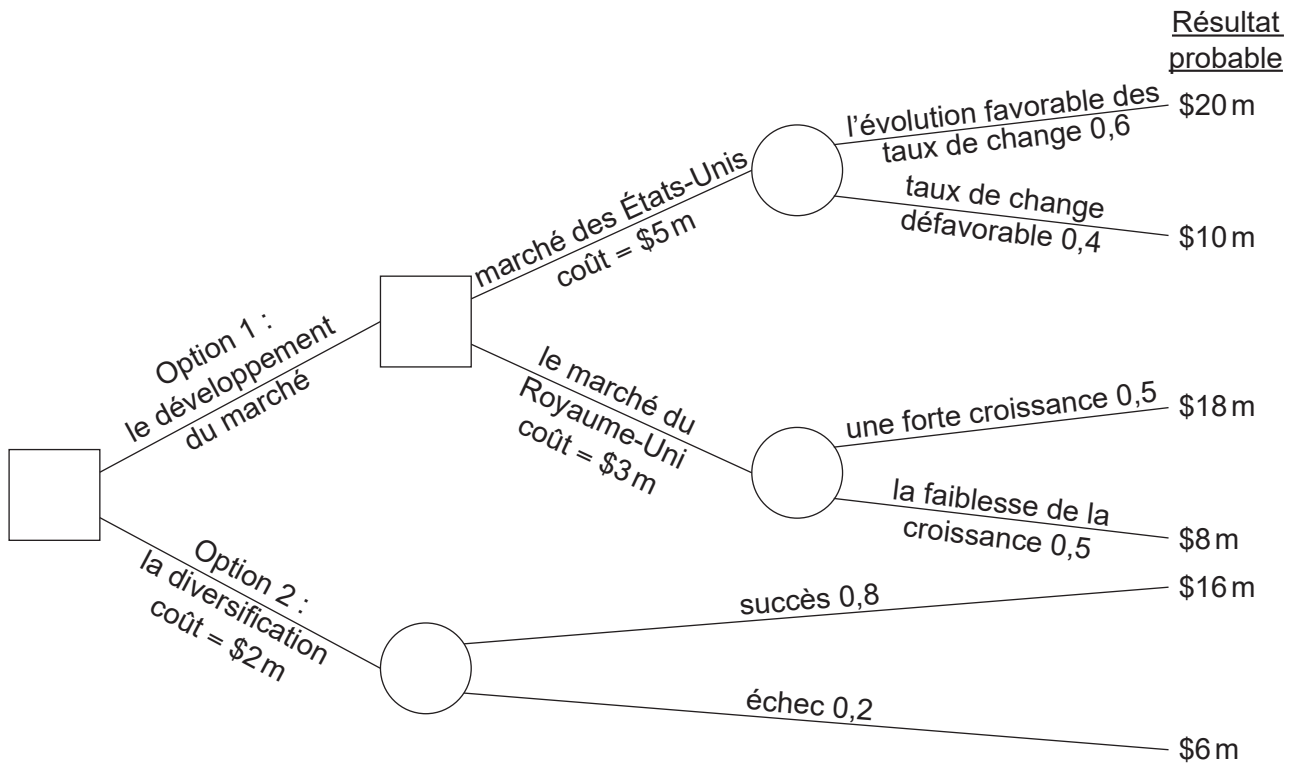 Résultat
probable
l'évolution favorable des
taux de change 0,6
$20 m
taux de change
défavorable 0,4
$10 m
marché des États-Unis
coût = $5 m
Option 1 :
le développement
du marché
le marché du
Royaume-Uni
coût = $3 m
une forte croissance 0,5
$18 m
la faiblesse de la
croissance 0,5
$8 m
Option 2 :
la diversification
coût = $2 m
succès 0,8
$16 m
échec 0,2
$6 m